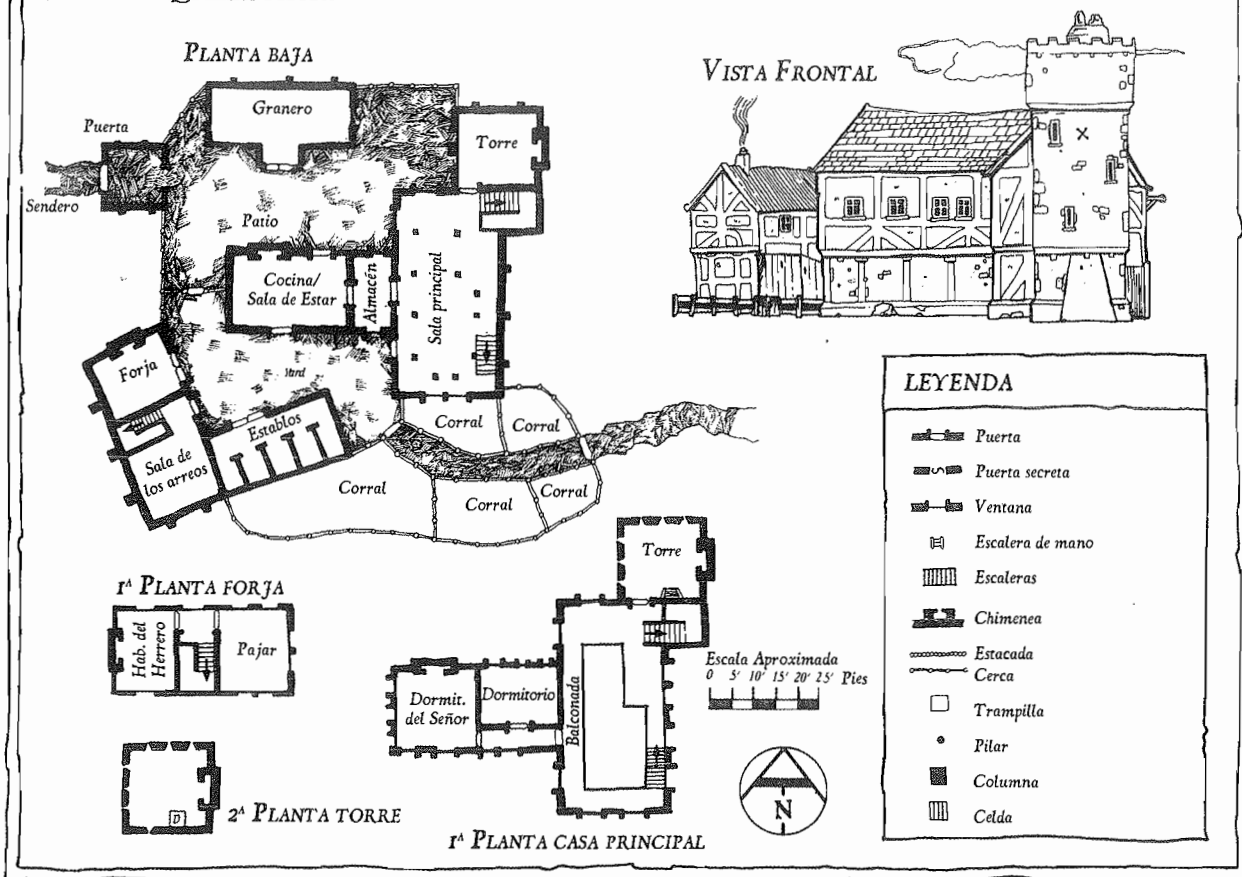 PLANTA BAJA
Granero
Puerta
Torre
Sendero
Patio
Cocina/
Sala de Estar
Almacén
Sala principal
Forja
Yard
Establos
Sala de
los arreos
Corral
Corral
Corral
Corral
Corral
VISTA FRONTAL
LEYENDA
Puerta
Puerta secreta
Ventana
Escalera de mano
Escaleras
Chimenea
Estacada
Cerca
Trampilla
Pilar
Columna
Celda
1ª PLANTA FORJA
Hab. del
Herrero
Pajar
2ª PLANTA TORRE
D
Torre
Dormit.
del Señor
Dormitorio
Balconada
1ª PLANTA CASA PRINCIPAL
Escala Aproximada
0 5' 10' 15' 20' 25' Pies
N